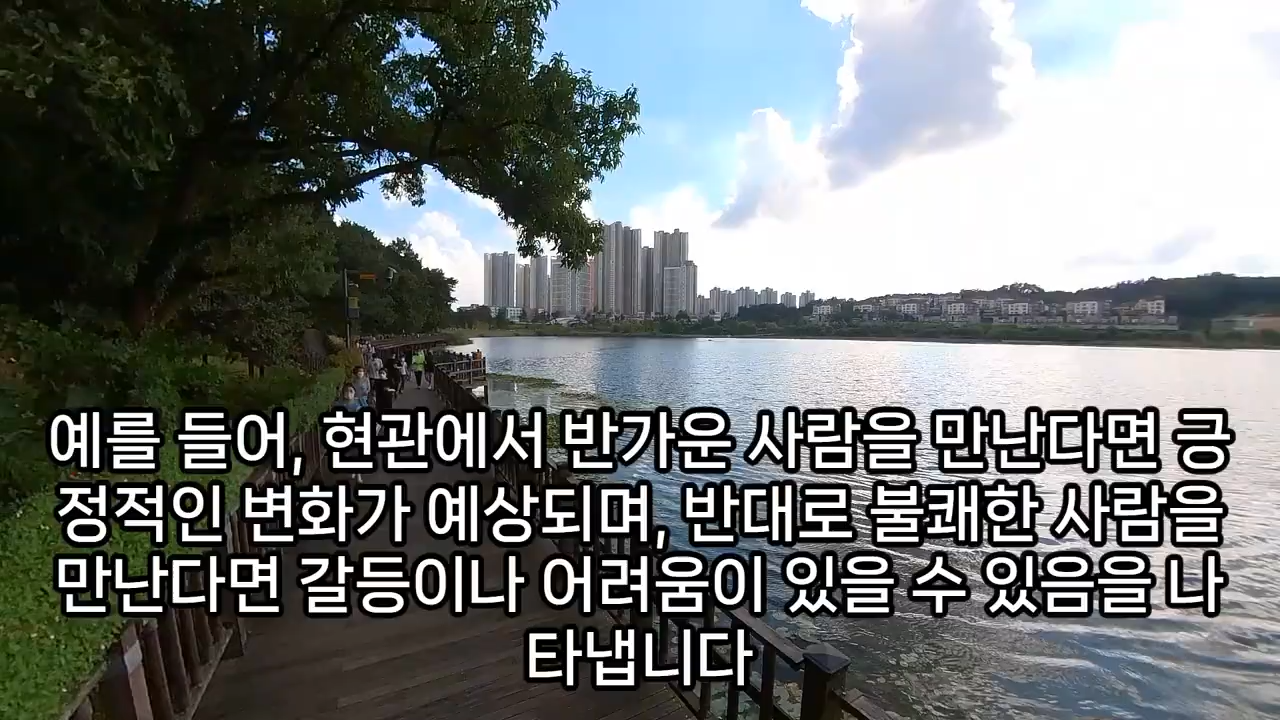 예를 들어, 현관에서 반가운 사람을 만난다면 긍
정적인 변화가 예상되며, 반대로 불쾌한 사람을
만난다면 갈등이나 어려움이 있을 수 있음을 나
타냅니다